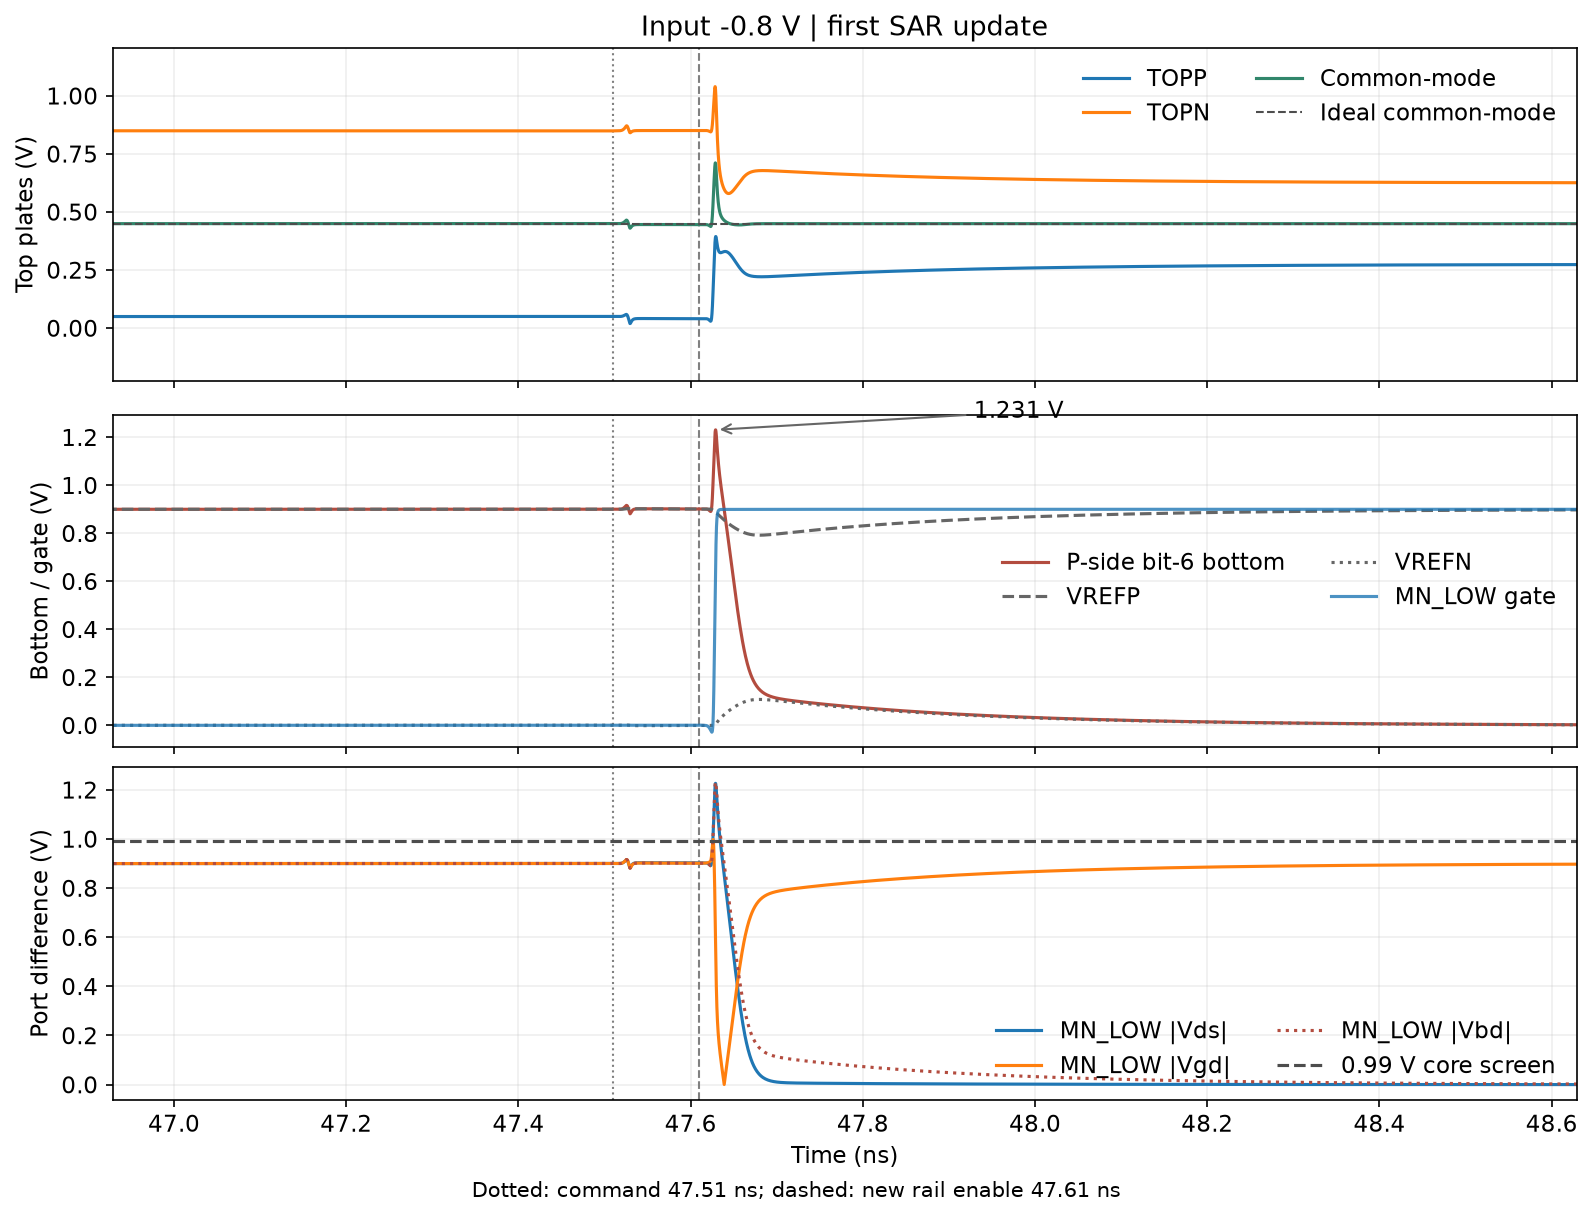 Input -0.8 V | first SAR update
TOPP
TOPN
Common-mode
Ideal common-mode
Top plates (V)
1.00
0.75
0.50
0.25
0.00
1.231 V
P-side bit-6 bottom
VREFP
VREFN
MN_LOW gate
Bottom / gate (V)
1.2
1.0
0.8
0.6
0.4
0.2
0.0
MN_LOW |Vds|
MN_LOW |Vgd|
MN_LOW |Vbd|
0.99 V core screen
Port difference (V)
1.2
1.0
0.8
0.6
0.4
0.2
0.0
47.0 47.2 47.4 47.6 47.8 48.0 48.2 48.4 48.6
Time (ns)
Dotted: command 47.51 ns; dashed: new rail enable 47.61 ns